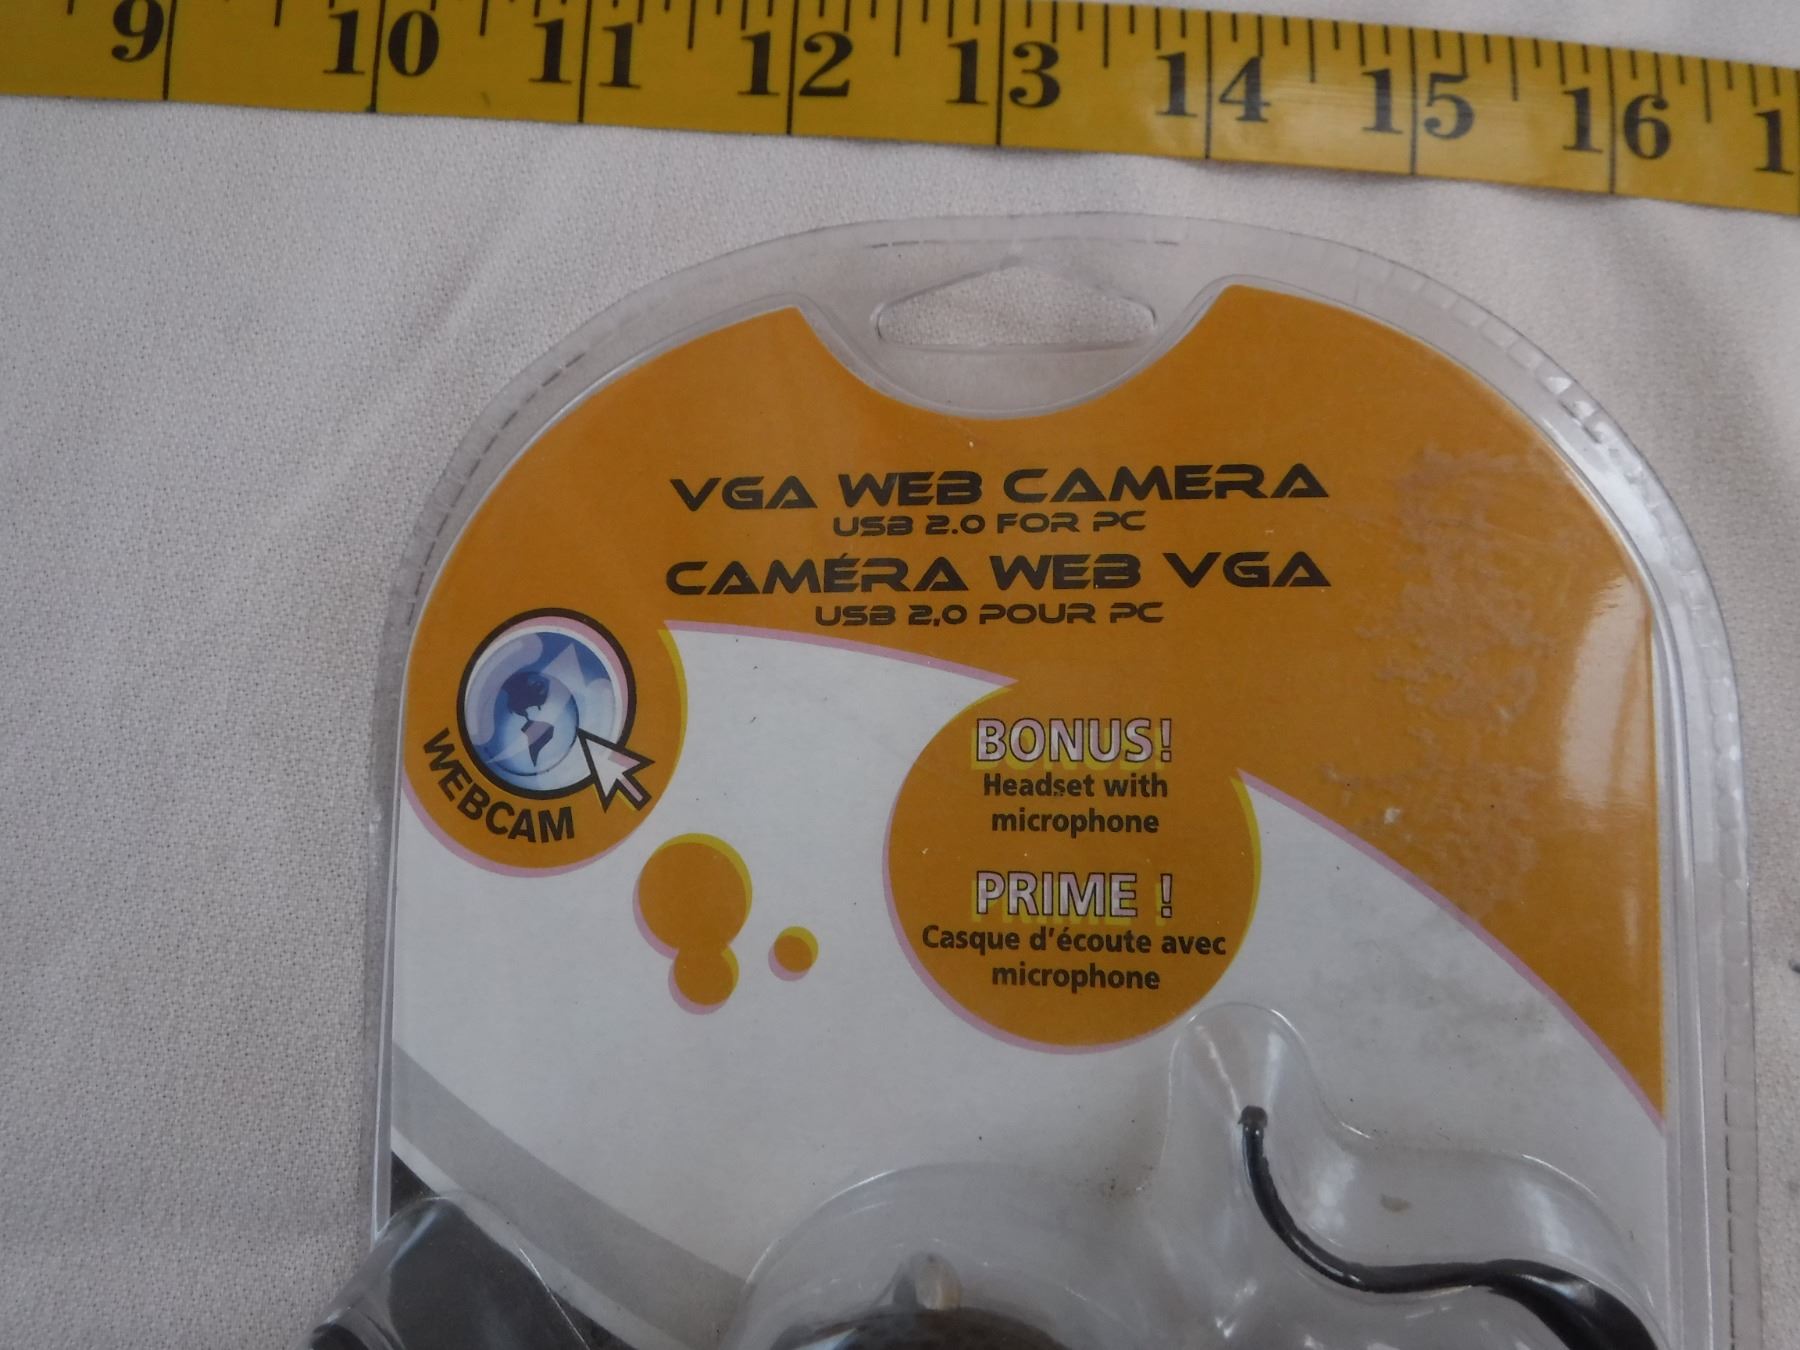 9 10 11 12 13 14 15 16 1
VGA WEB CAMERA
USB 2.0 FOR PC
CAMÉRA WEB VGA
USB 2.0 POUR PC
WEBCAM
BONUS!
Headset with
microphone
PRIME !
Casque d'écoute avec
microphone